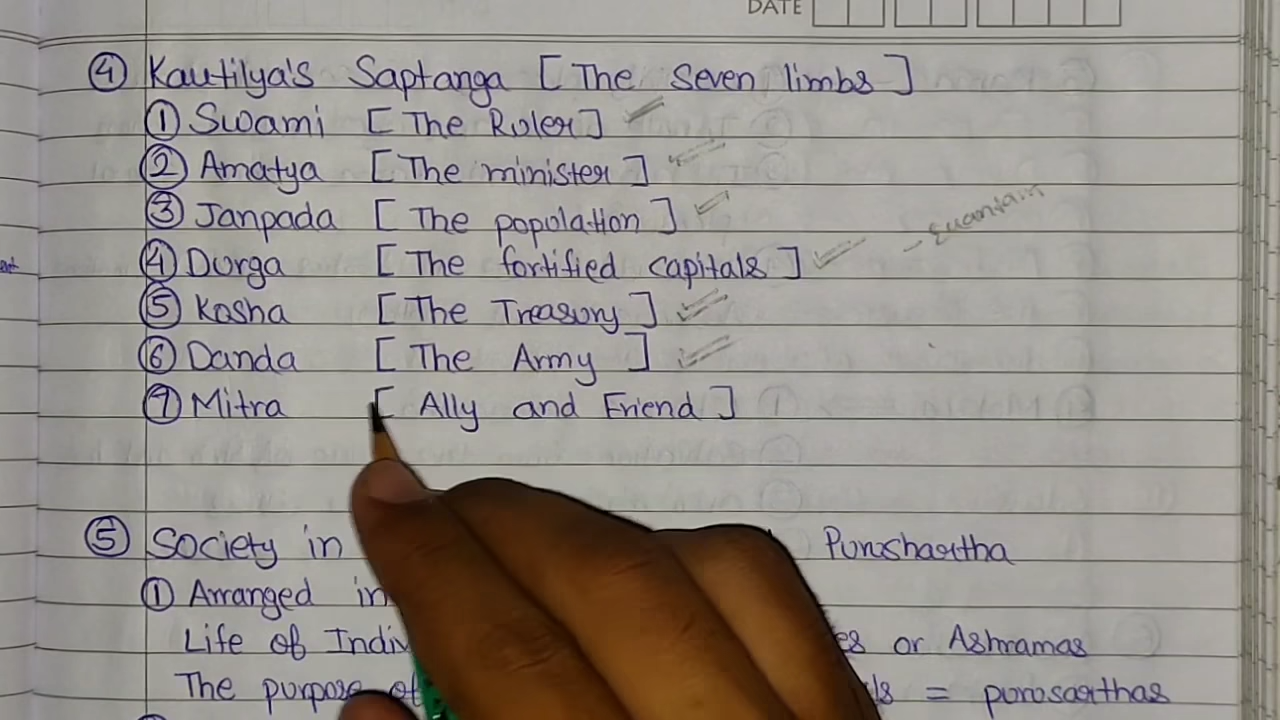 DATE
④ Kautilya's Saptanga [ The Seven limbs ]
① Swami [ The Ruler ]
② Amatya [ The minister ]
③ Janpada [ The population ]
④ Durga [ The fortified capitals ]
⑤ Kosha [ The Treasury ]
⑥ Danda [ The Army ]
⑦ Mitra [ Ally and Friend ]
⑤ Society in Purushartha
① Arranged in
Life of or Ashramas
The purpose of = purusarthas